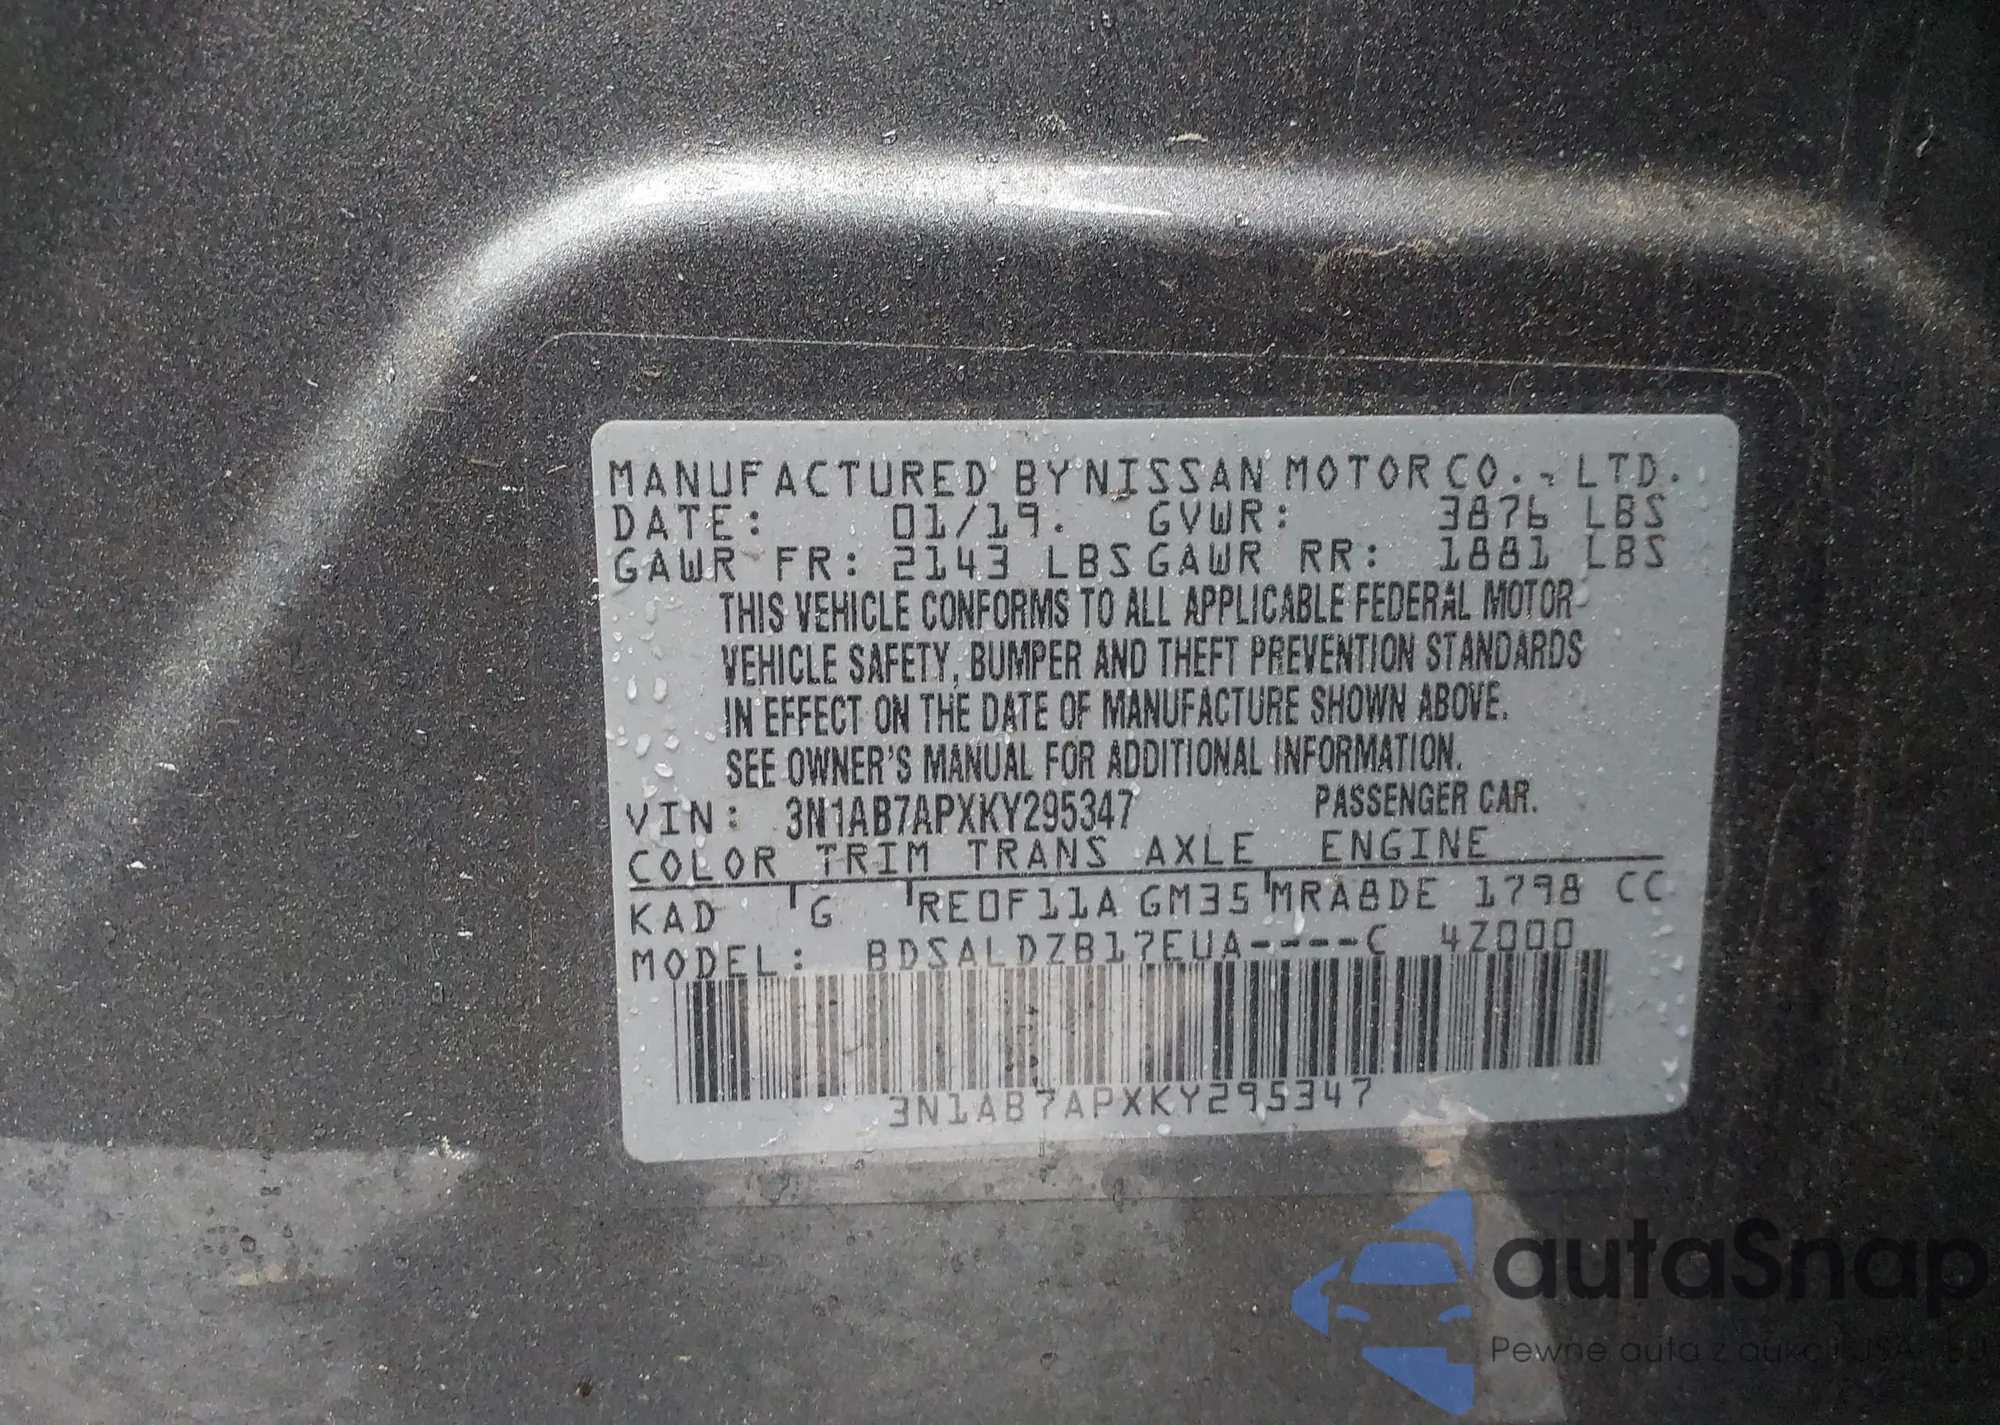 MANUFACTURED BY NISSAN MOTOR CO., LTD.
DATE: 01/19. GVWR: 3876 LBS
GAWR FR: 2143 LBS GAWR RR: 1881 LBS
THIS VEHICLE CONFORMS TO ALL APPLICABLE FEDERAL MOTOR
VEHICLE SAFETY, BUMPER AND THEFT PREVENTION STANDARDS
IN EFFECT ON THE DATE OF MANUFACTURE SHOWN ABOVE.
SEE OWNER'S MANUAL FOR ADDITIONAL INFORMATION.
VIN: 3N1AB7APXKY295347 PASSENGER CAR.
COLOR TRIM TRANS AXLE ENGINE
KAD G RE0F11A GM35 MRA8DE 1798 CC
MODEL: BDSALDZB17EUA----C 4Z000
3N1AB7APXKY295347
autaSnap
Pewne auta z aukcji